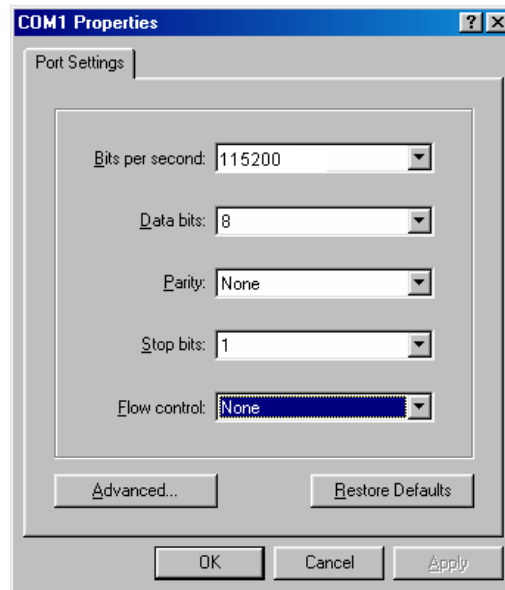 COM1 Properties
Port Settings
Bits per second: 115200
Data bits: 8
Parity: None
Stop bits: 1
Flow control: None
Advanced... Restore Defaults
OK Cancel Apply